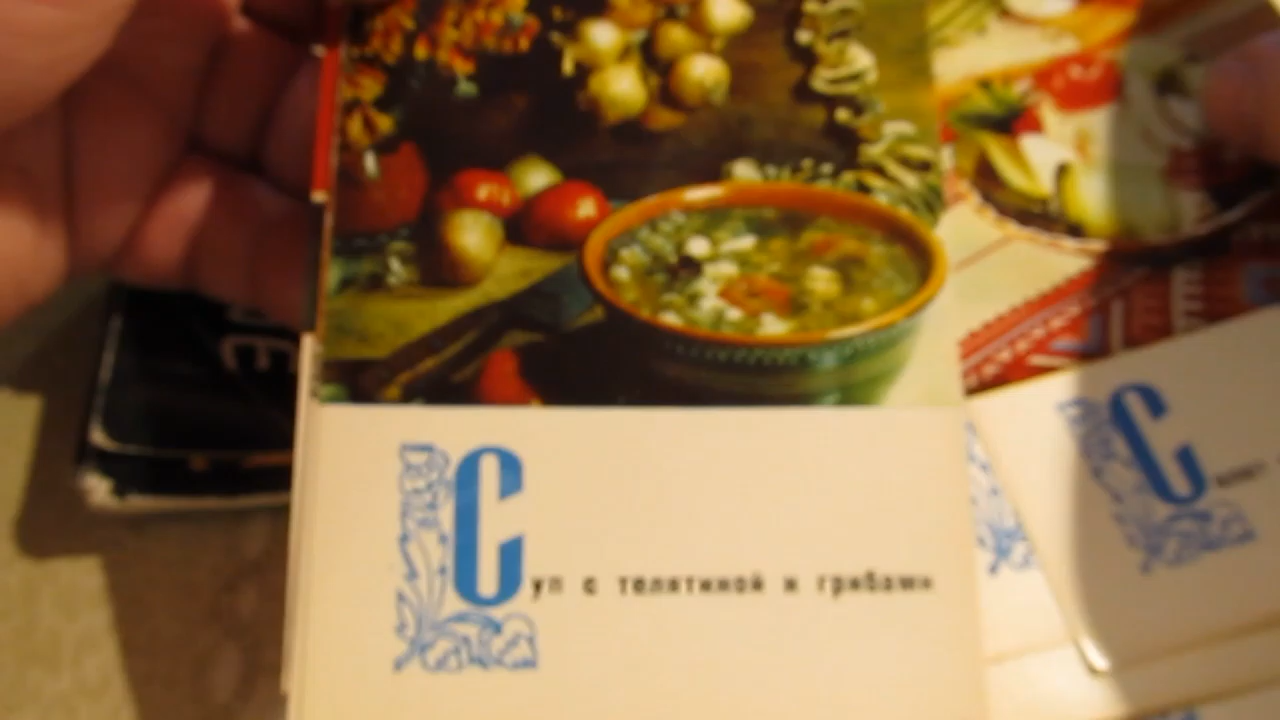 Суп с телятиной и грибами
С